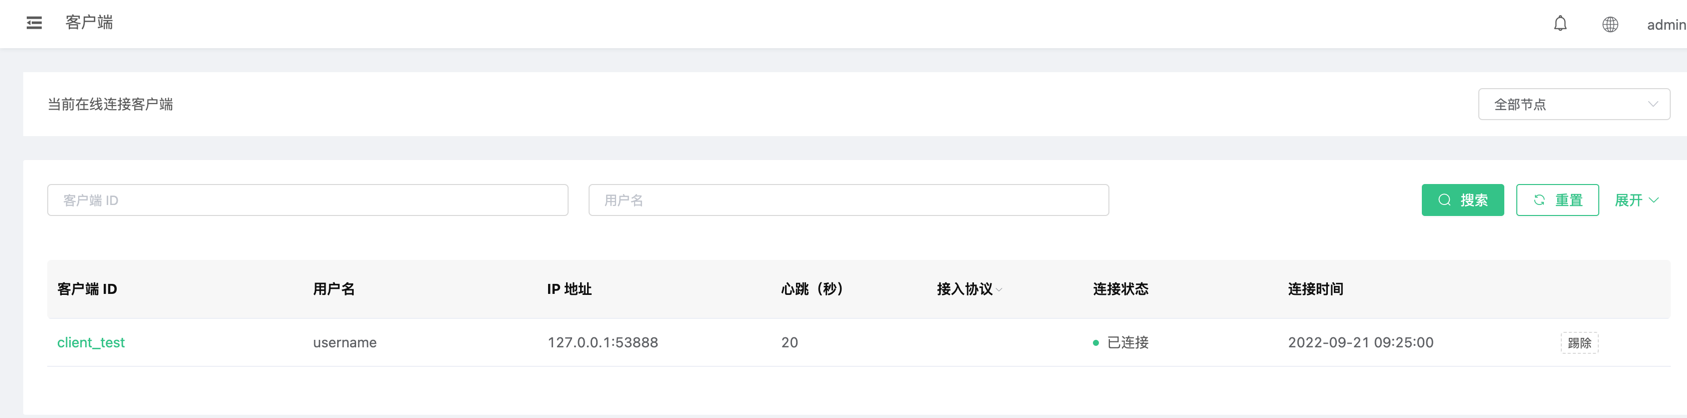 客户端
admin
当前在线连接客户端
全部节点
客户端 ID
用户名
搜索
重置
展开
客户端 ID 用户名 IP 地址 心跳（秒） 接入协议 连接状态 连接时间
client_test username 127.0.0.1:53888 20 已连接 2022-09-21 09:25:00 踢除